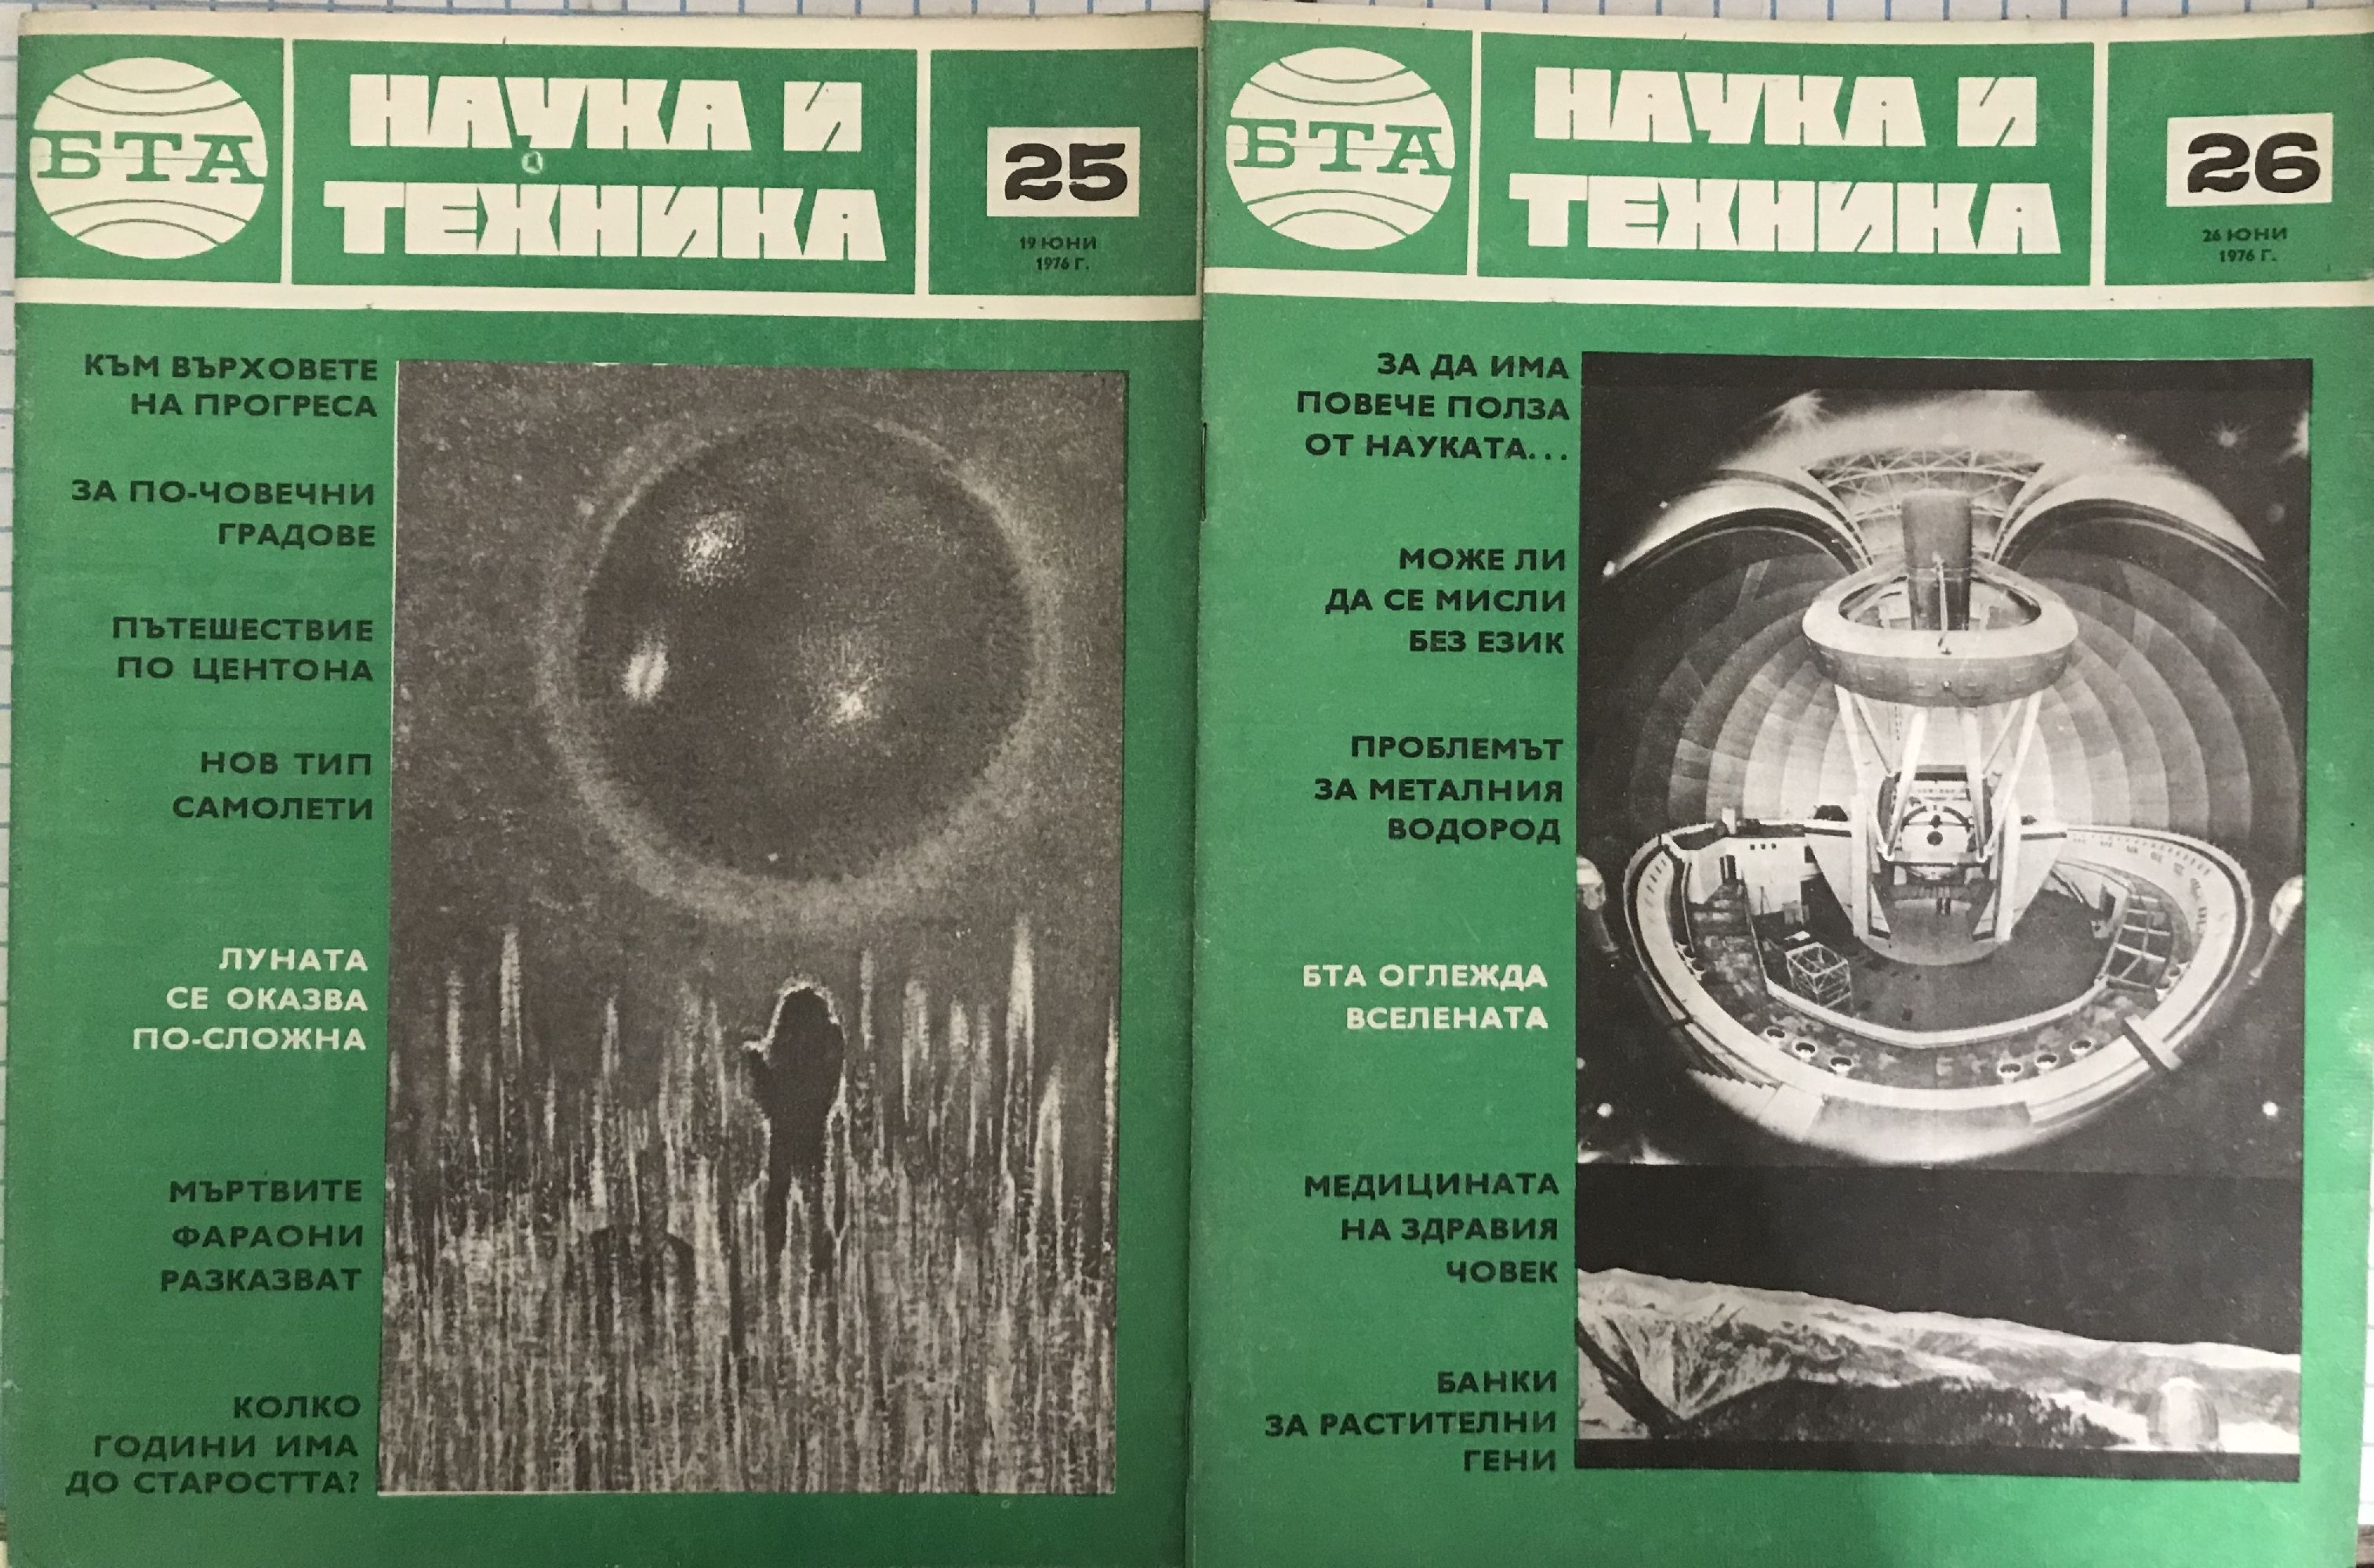 БТА
НАУКА И
ТЕХНИКА
25
19 ЮНИ
1976 Г.
КЪМ ВЪРХОВЕТЕ
НА ПРОГРЕСА
ЗА ПО-ЧОВЕЧНИ
ГРАДОВЕ
ПЪТЕШЕСТВИЕ
ПО ЦЕНТОНА
НОВ ТИП
САМОЛЕТИ
ЛУНАТА
СЕ ОКАЗВА
ПО-СЛОЖНА
МЪРТВИТЕ
ФАРАОНИ
РАЗКАЗВАТ
КОЛКО
ГОДИНИ ИМА
ДО СТАРОСТТА?
БТА
НАУКА И
ТЕХНИКА
26
26 ЮНИ
1976 Г.
ЗА ДА ИМА
ПОВЕЧЕ ПОЛЗА
ОТ НАУКАТА...
МОЖЕ ЛИ
ДА СЕ МИСЛИ
БЕЗ ЕЗИК
ПРОБЛЕМЪТ
ЗА МЕТАЛНИЯ
ВОДОРОД
БТА ОГЛЕЖДА
ВСЕЛЕНАТА
МЕДИЦИНАТА
НА ЗДРАВИЯ
ЧОВЕК
БАНКИ
ЗА РАСТИТЕЛНИ
ГЕНИ